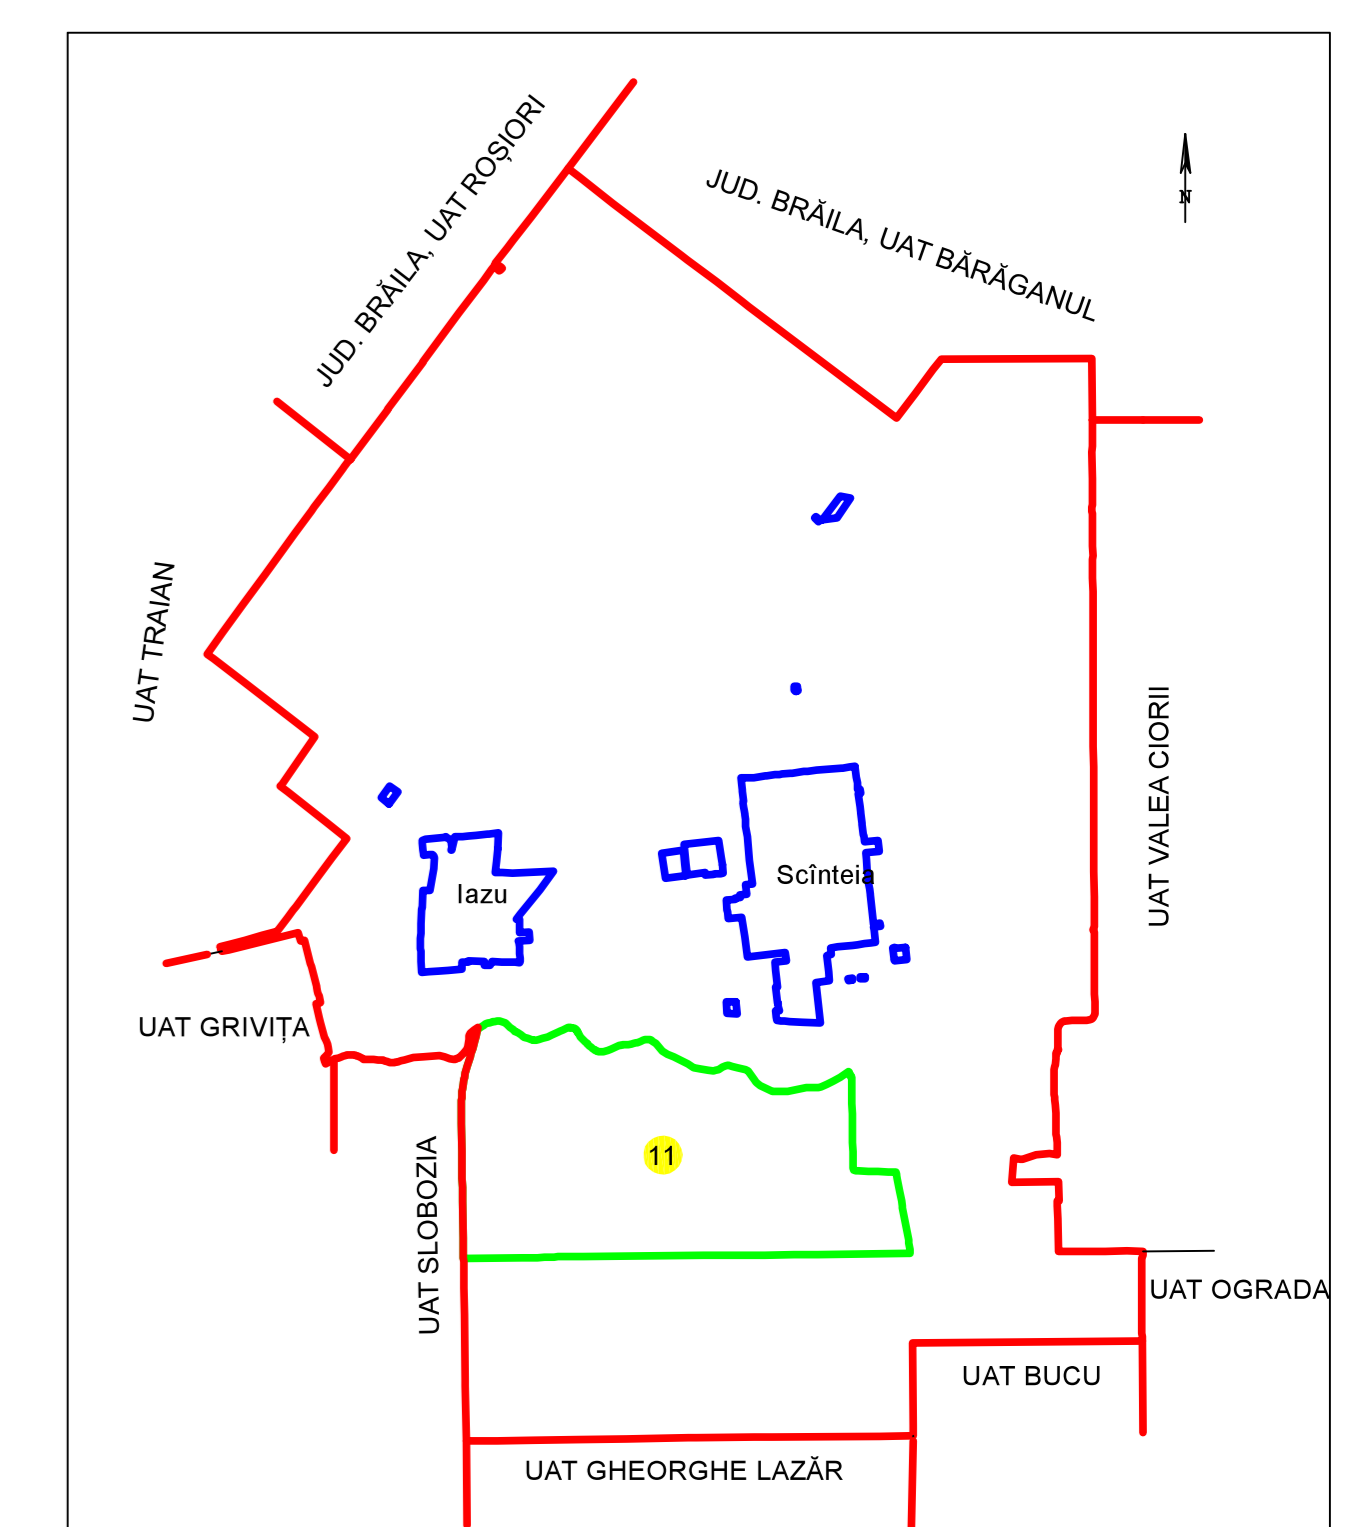 JUD. BRĂILA, UAT ROȘIORI
JUD. BRĂILA, UAT BĂRĂGANUL
N
UAT TRAIAN
UAT VALEA CIORII
Scînteia
Iazu
UAT GRIVIȚA
11
UAT SLOBOZIA
UAT OGRADA
UAT BUCU
UAT GHEORGHE LAZĂR